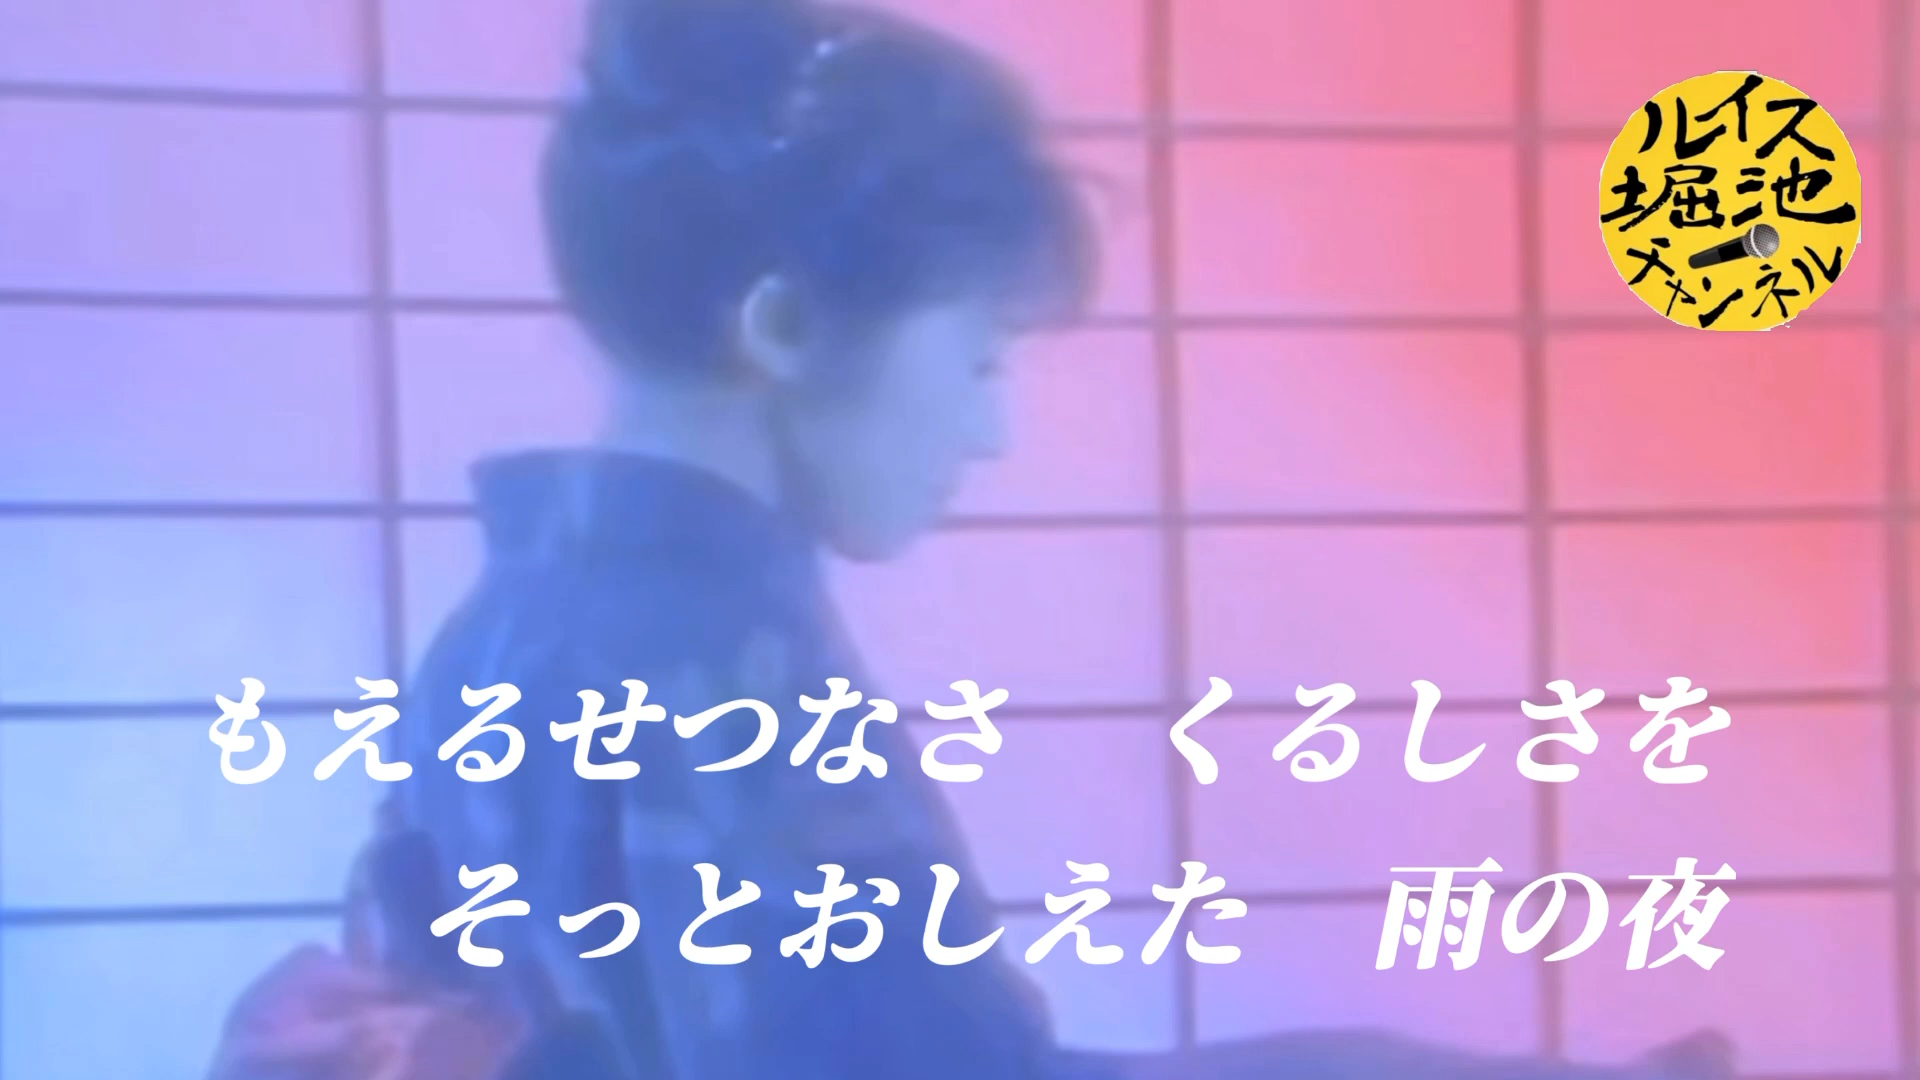 ルイス
堀池
チャンネル
もえるせつなさ　くるしさを
そっとおしえた　雨の夜